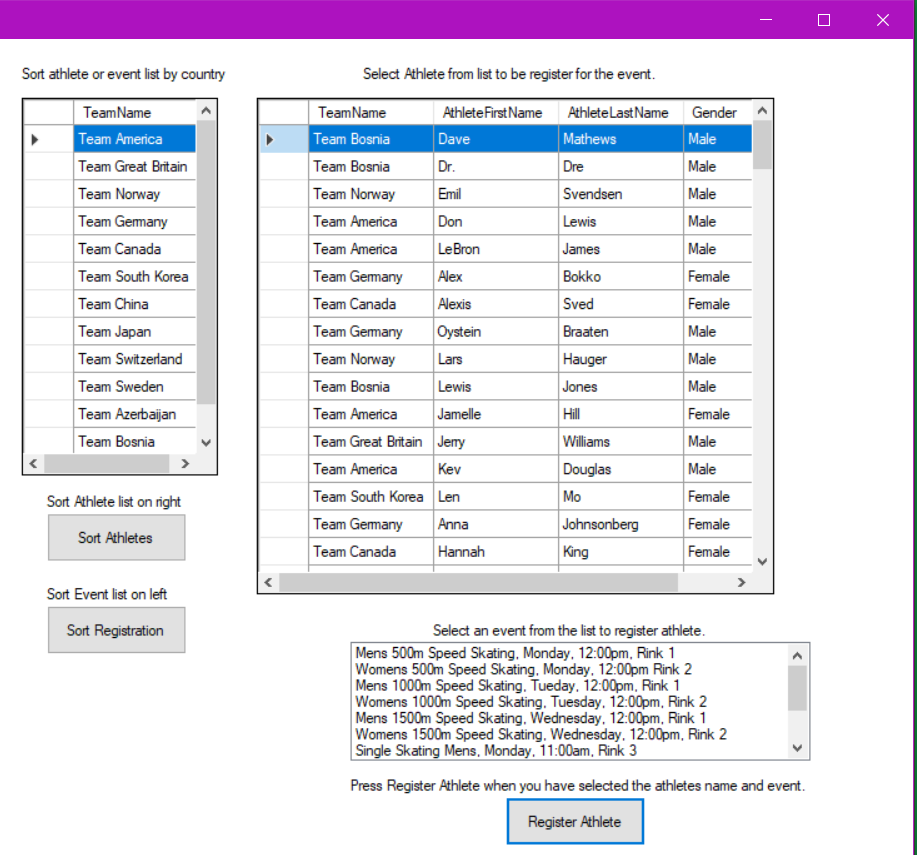 Sort athlete or event list by country
TeamName
Team America
Team Great Britain
Team Norway
Team Germany
Team Canada
Team South Korea
Team China
Team Japan
Team Switzerland
Team Sweden
Team Azerbaijan
Team Bosnia
Sort Athlete list on right
Sort Athletes
Sort Event list on left
Sort Registration
Select Athlete from list to be register for the event.
TeamName AthleteFirstName AthleteLastName Gender
Team Bosnia Dave Mathews Male
Team Bosnia Dr. Dre Male
Team Norway Emil Svendsen Male
Team America Don Lewis Male
Team America LeBron James Male
Team Germany Alex Bokko Female
Team Canada Alexis Sved Female
Team Germany Oystein Braaten Male
Team Norway Lars Hauger Male
Team Bosnia Lewis Jones Male
Team America Jamelle Hill Female
Team Great Britain Jerry Williams Male
Team America Kev Douglas Male
Team South Korea Len Mo Female
Team Germany Anna Johnsonberg Female
Team Canada Hannah King Female
Select an event from the list to register athlete.
Mens 500m Speed Skating, Monday, 12:00pm, Rink 1
Womens 500m Speed Skating, Monday, 12:00pm Rink 2
Mens 1000m Speed Skating, Tueday, 12:00pm, Rink 1
Womens 1000m Speed Skating, Tuesday, 12:00pm, Rink 2
Mens 1500m Speed Skating, Wednesday, 12:00pm, Rink 1
Womens 1500m Speed Skating, Wednesday, 12:00pm, Rink 2
Single Skating Mens, Monday, 11:00am, Rink 3
Press Register Athlete when you have selected the athletes name and event.
Register Athlete